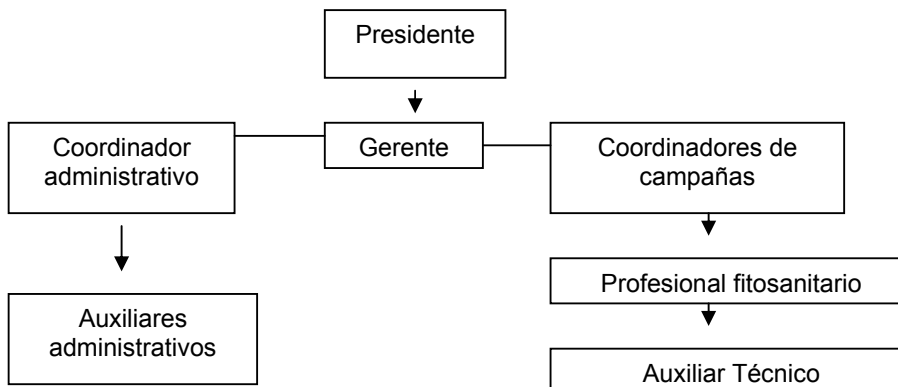 Presidente
Coordinador
administrativo
Gerente
Coordinadores de
campañas
Profesional fitosanitario
Auxiliares
administrativos
Auxiliar Técnico